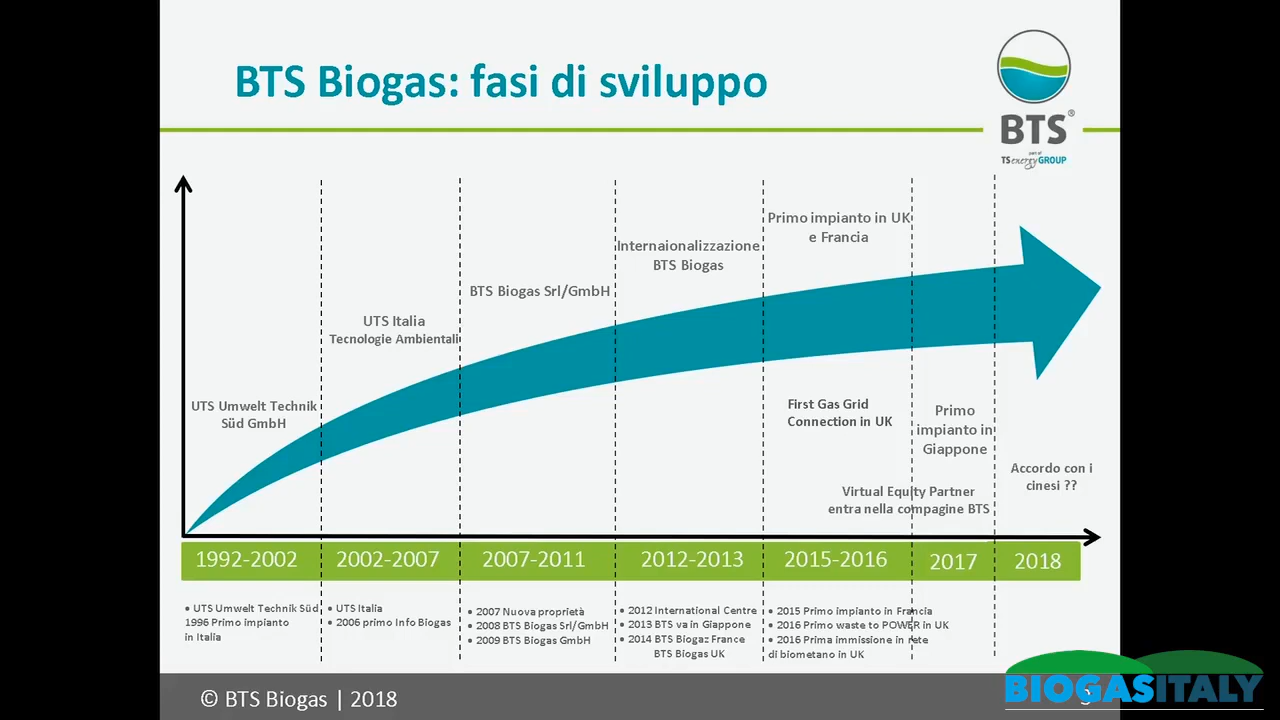 BTS Biogas: fasi di sviluppo
BTS®
part of
TSenergyGROUP
Primo impianto in UK
e Francia
Internaionalizzazione
BTS Biogas
BTS Biogas Srl/GmbH
UTS Italia
Tecnologie Ambientali
UTS Umwelt Technik
Süd GmbH
First Gas Grid
Connection in UK
Primo
impianto in
Giappone
Accordo con i
cinesi ??
Virtual Equity Partner
entra nella compagine BTS
1992-2002
2002-2007
2007-2011
2012-2013
2015-2016
2017
2018
• UTS Umwelt Technik Süd
1996 Primo impianto
in Italia
• UTS Italia
• 2006 primo Info Biogas
• 2007 Nuova proprietà
• 2008 BTS Biogas Srl/GmbH
• 2009 BTS Biogas GmbH
• 2012 International Centre
• 2013 BTS va in Giappone
• 2014 BTS Biogaz France
BTS Biogas UK
• 2015 Primo impianto in Francia
• 2016 Primo waste to POWER in UK
• 2016 Prima immissione in rete
di biometano in UK
© BTS Biogas | 2018
BIOGASITALY